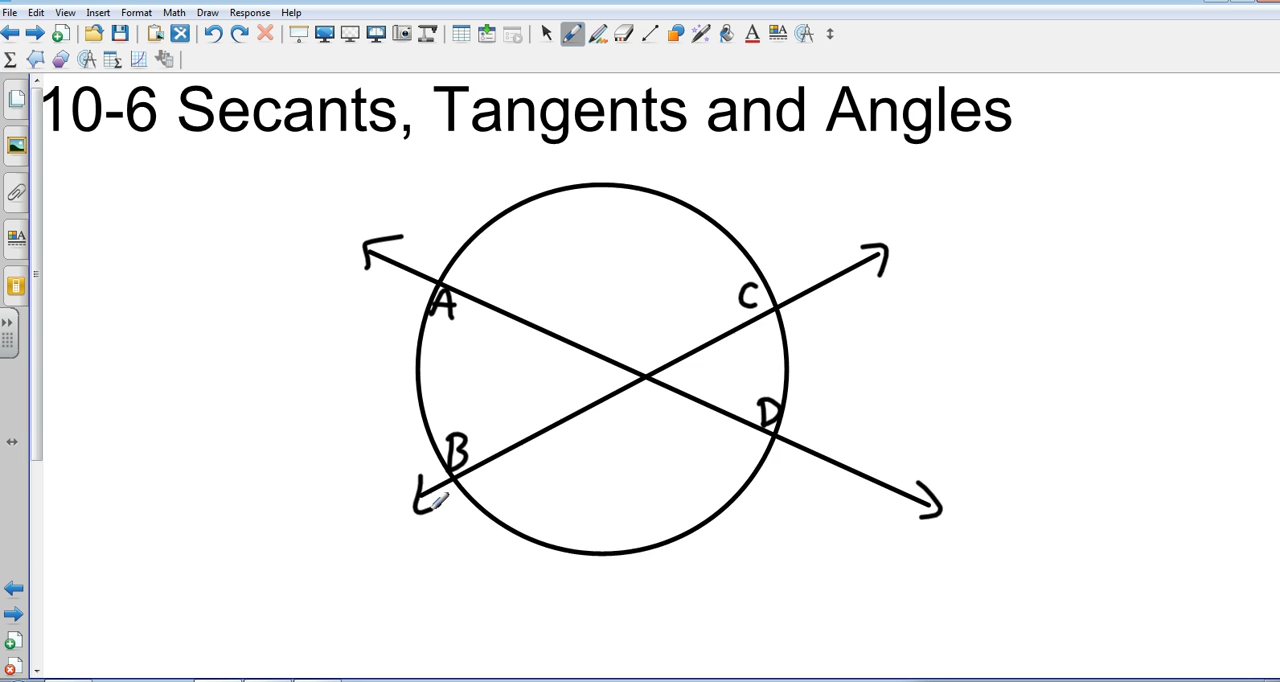 File Edit View Insert Format Math Draw Response Help
10-6 Secants, Tangents and Angles
A
C
D
B